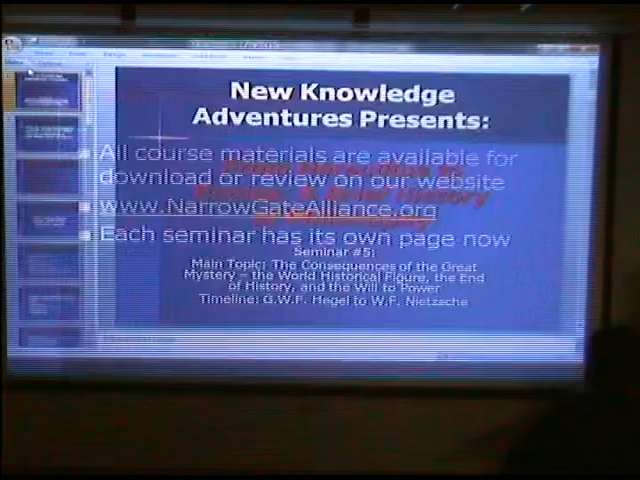 New Knowledge
Adventures Presents:
All course materials are available for
download or review on our website
www.NarrowGateAlliance.org
Each seminar has its own page now
Seminar #5:
Main Topic: The Consequences of the Great
Mystery – the World Historical Figure, the End
of History, and the Will to Power
Timeline: G.W.F. Hegel to W.F. Nietzsche